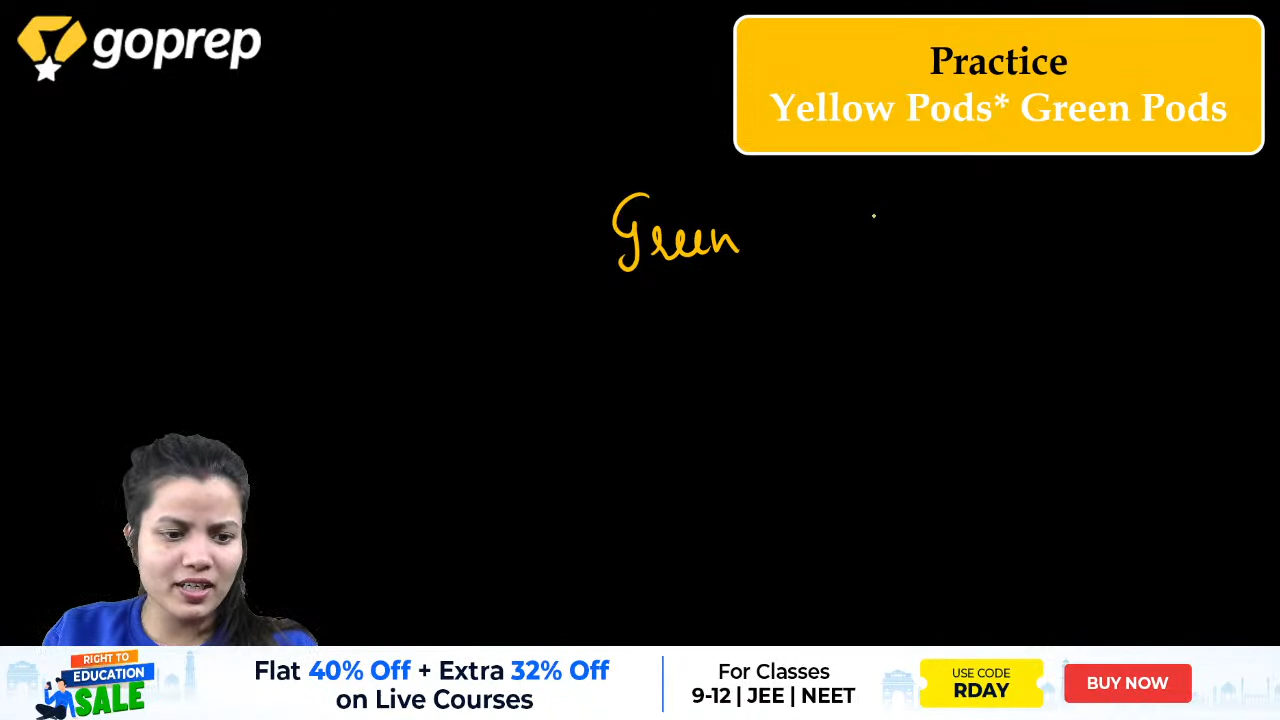 goprep
Practice
Yellow Pods* Green Pods
Green
RIGHT TO
EDUCATION
SALE
Flat 40% Off + Extra 32% Off
on Live Courses
For Classes
9-12 | JEE | NEET
USE CODE
RDAY
BUY NOW